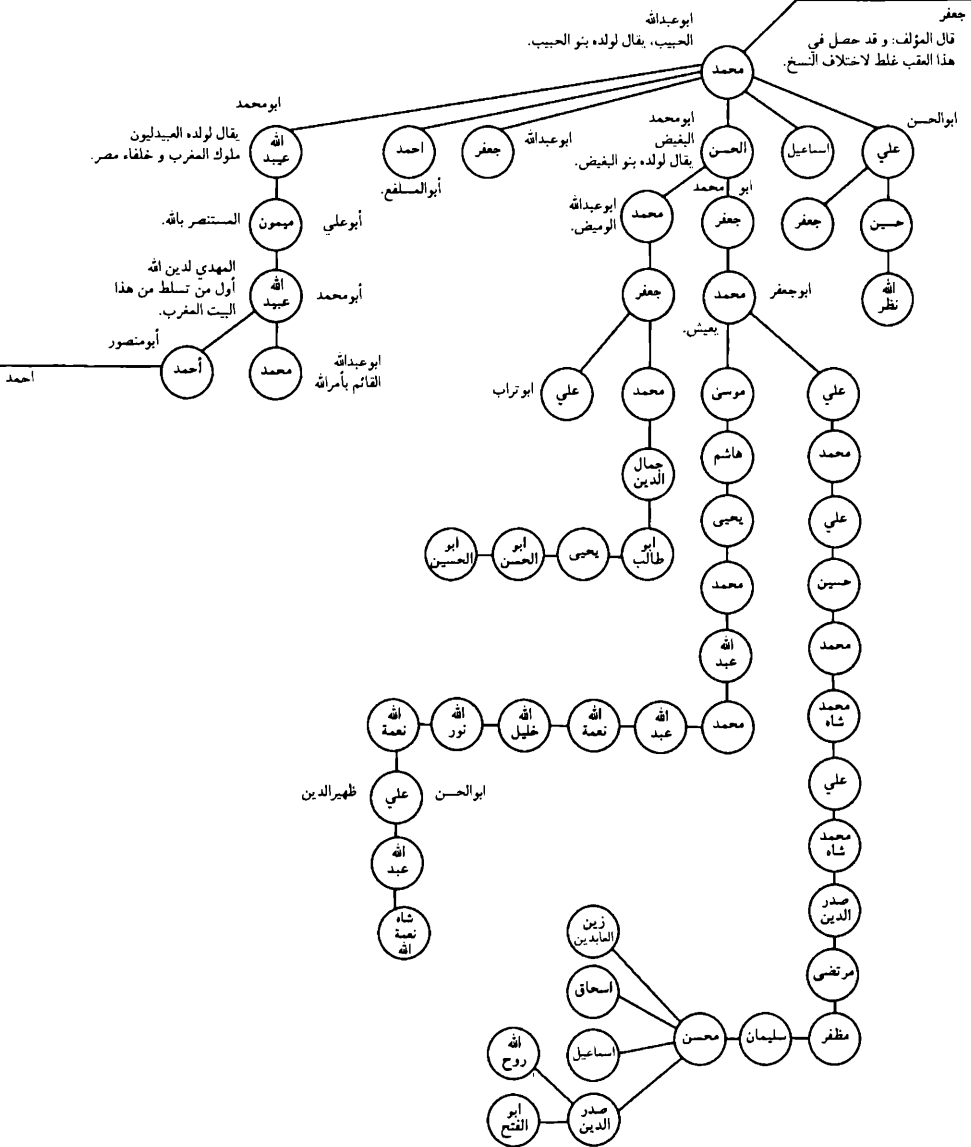 جعفر
قال المؤلف: و قد حصل في
هذا العقب غلط لاختلاف النسخ.
ابوعبدالله
الحبيب، يقال لولده بنو الحبيب.
محمد
ابوالحسن
علي
اسماعيل
ابومحمد
البغيض
يقال لولده بنو البغيض.
الحسن
ابوعبدالله
جعفر
احمد
أبوالمسلفع.
ابومحمد
الله
عبيد
يقال لولده العبيدليون
ملوك المغرب و خلفاء مصر.
حسين
جعفر
ابو محمد
جعفر
ابوعبدالله
الوميض.
محمد
أبوعلي
ميمون
المستنصر بالله.
الله
نظر
ابوجعفر
محمد
يعيش.
جعفر
أبومحمد
الله
عبيد
المهدي لدين الله
أول من تسلط من هذا
البيت المغرب.
أبومنصور
أحمد
احمد
ابوعبدالله
القائم بأمرالله
محمد
علي
موسىٰ
محمد
علي
ابوتراب
محمد
هاشم
جمال
الدين
علي
يحيى
ابو
طالب
يحيى
ابو
الحسن
ابو
الحسين
حسين
محمد
محمد
الله
عبد
محمد
شاه
محمد
الله
عبد
الله
نعمة
الله
خليل
الله
نور
الله
نعمة
علي
ابوالحسن
علي
ظهيرالدين
محمد
شاه
الله
عبد
صدر
الدين
شاه
نعمة
الله
زين
العابدين
مرتضى
اسحاق
مظفر
سليمان
محسن
اسماعيل
الله
روح
صدر
الدين
ابو
الفتح